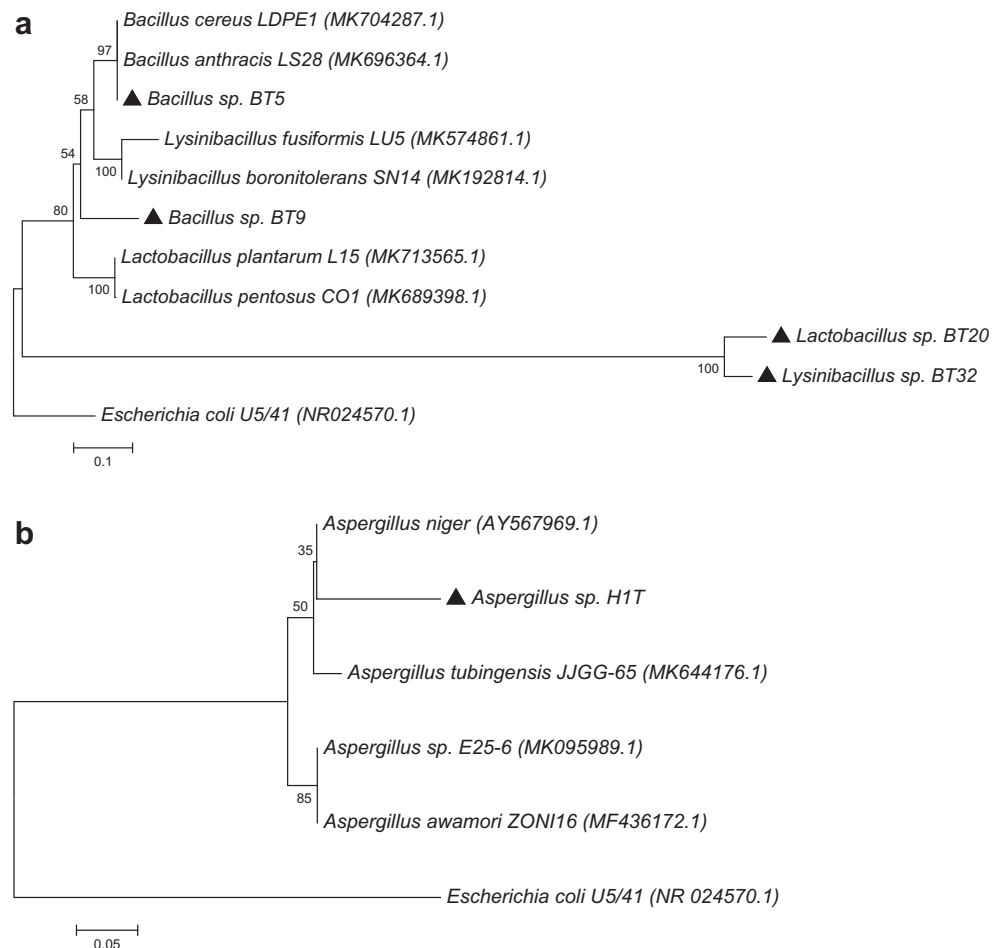 a
Bacillus cereus LDPE1 (MK704287.1)
97
Bacillus anthracis LS28 (MK696364.1)
58
Bacillus sp. BT5
Lysinibacillus fusiformis LU5 (MK574861.1)
54
100
Lysinibacillus boronitolerans SN14 (MK192814.1)
80
Bacillus sp. BT9
Lactobacillus plantarum L15 (MK713565.1)
100
Lactobacillus pentosus CO1 (MK689398.1)
Lactobacillus sp. BT20
100
Lysinibacillus sp. BT32
Escherichia coli U5/41 (NR024570.1)
0.1
b
Aspergillus niger (AY567969.1)
35
Aspergillus sp. H1T
50
Aspergillus tubingensis JJGG-65 (MK644176.1)
Aspergillus sp. E25-6 (MK095989.1)
85
Aspergillus awamori ZONI16 (MF436172.1)
Escherichia coli U5/41 (NR 024570.1)
0.05